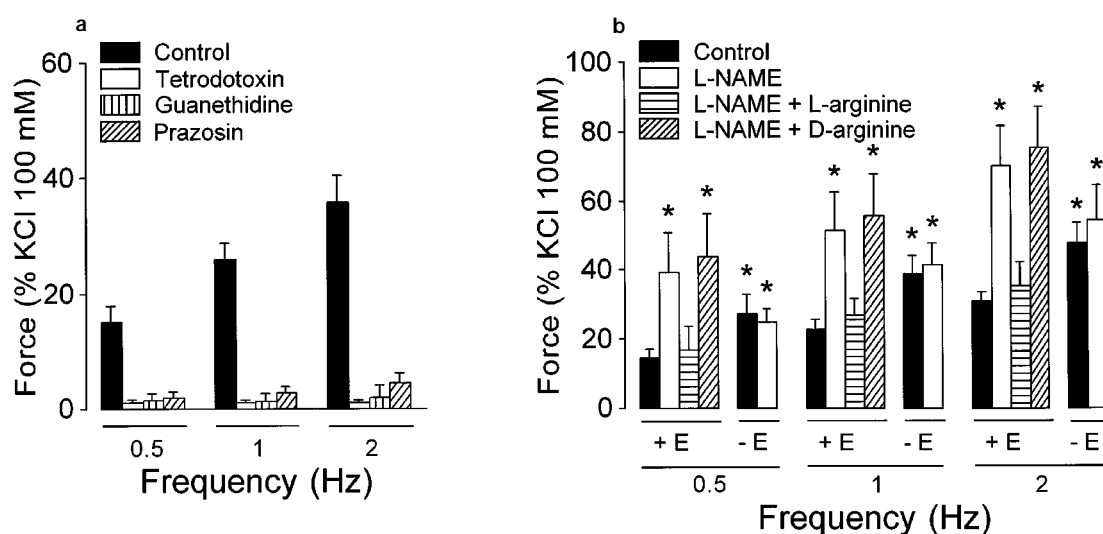 a
Control
Tetrodotoxin
Guanethidine
Prazosin
60
40
20
0
Force (% KCl 100 mM)
0.5 1 2
Frequency (Hz)
b
Control
L-NAME
L-NAME + L-arginine
L-NAME + D-arginine
100
80
60
40
20
0
Force (% KCl 100 mM)
* * * *
* * * *
* * * *
+ E - E + E - E + E - E
0.5 1 2
Frequency (Hz)